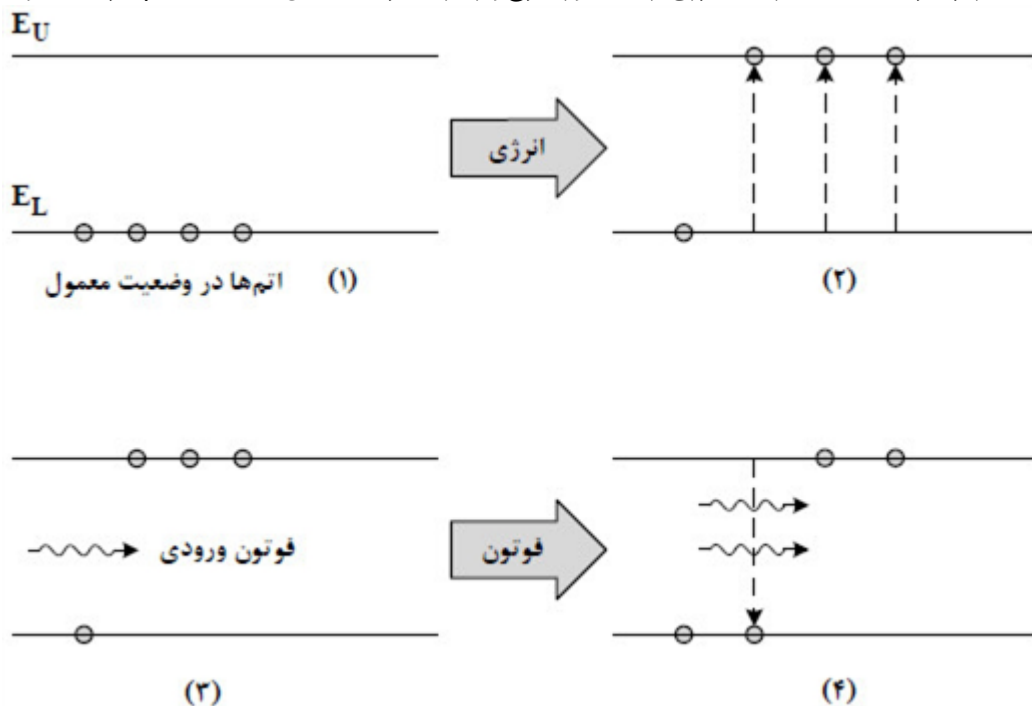 E_U
انرژی
E_L
اتم‌ها در وضعیت معمول (۱)
(۲)
فوتون ورودی
فوتون
(۳)
(۴)